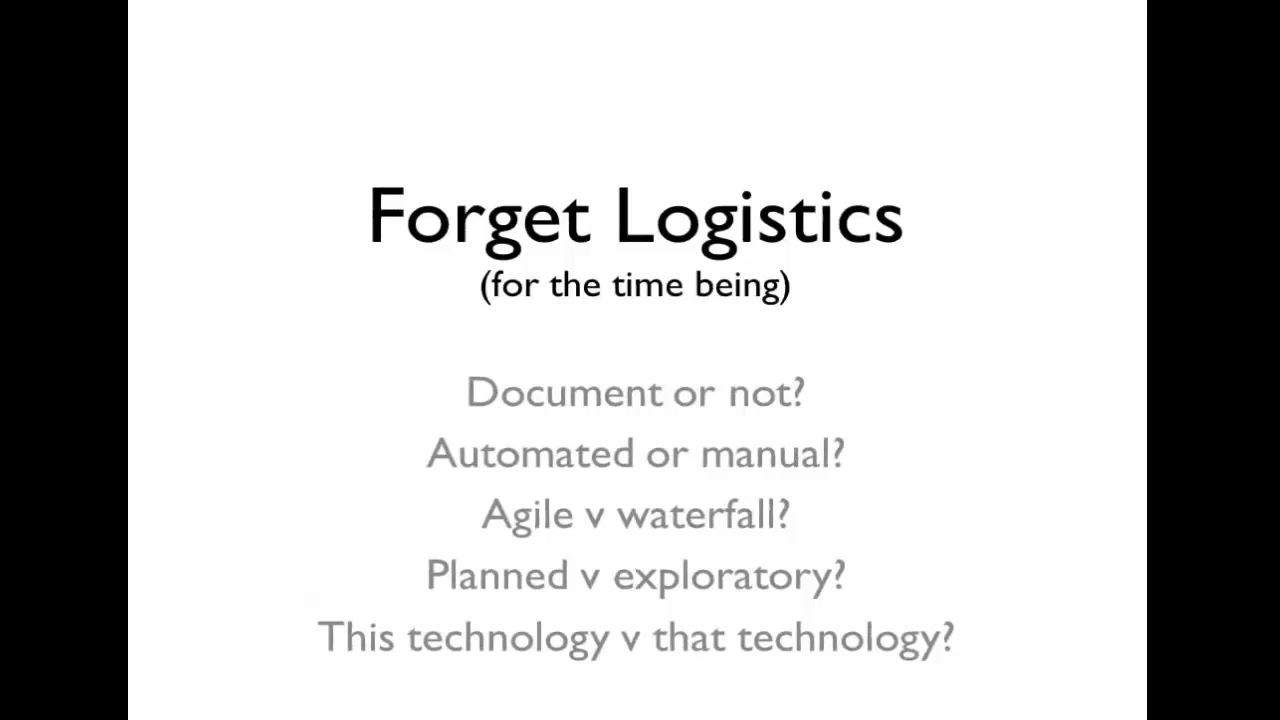 Forget Logistics
(for the time being)
Document or not?
Automated or manual?
Agile v waterfall?
Planned v exploratory?
This technology v that technology?